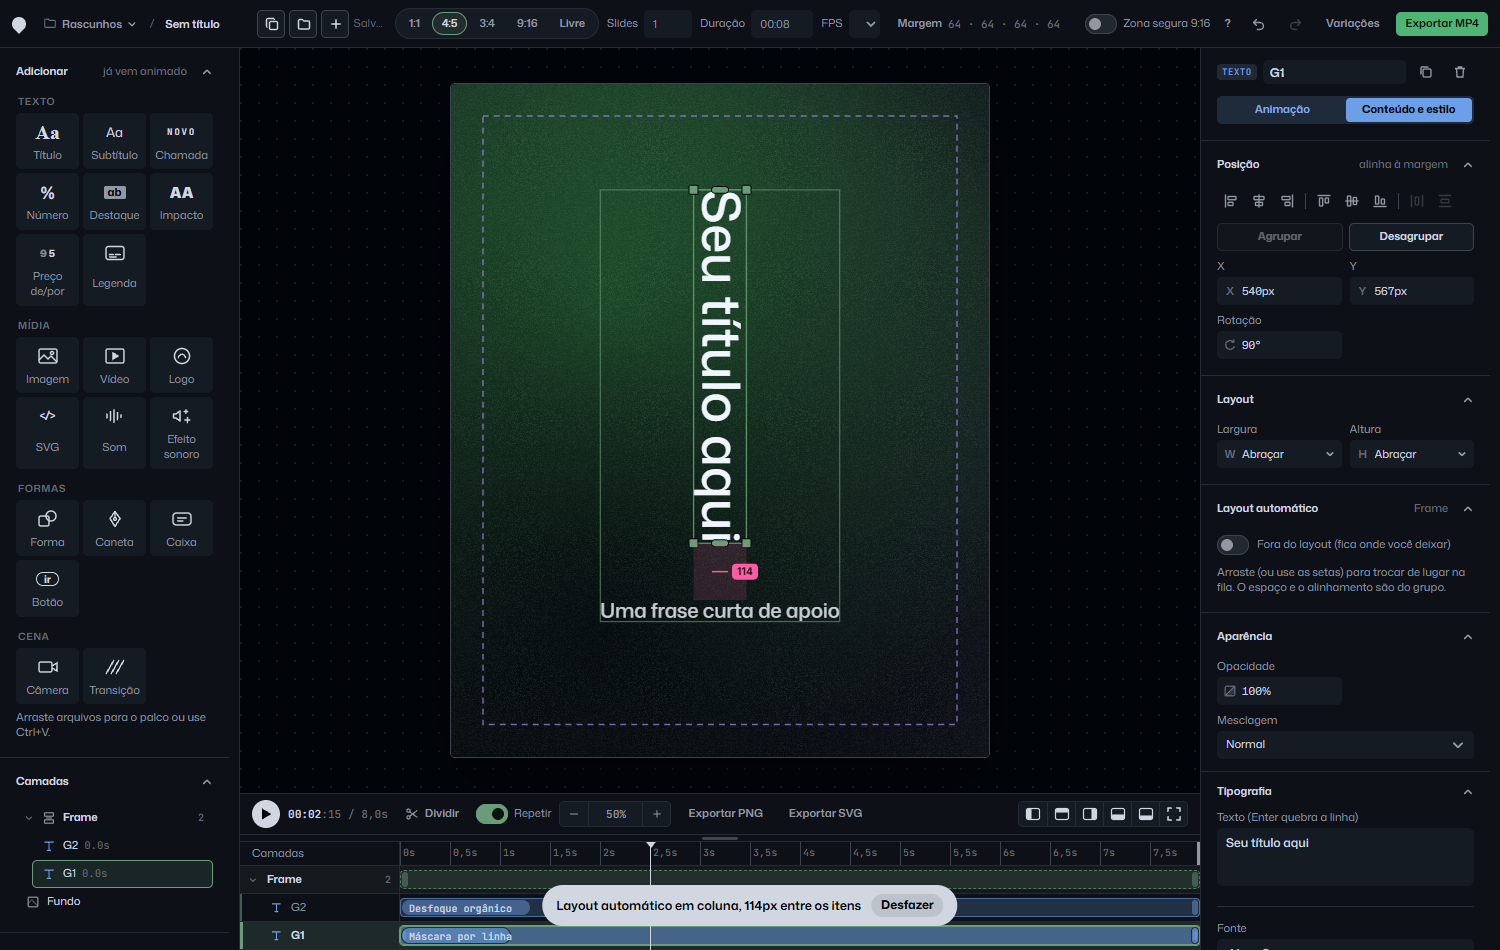 Rascunhos / Sem título
Salv...
1:1 4:5 3:4 9:16 Livre
Slides 1
Duração 00:08
FPS
Margem 64 · 64 · 64 · 64
Zona segura 9:16 ?
Variações
Exportar MP4
Adicionar já vem animado
TEXTO
Aa Aa NOVO
Título Subtítulo Chamada
% ab AA
Número Destaque Impacto
95
Preço de/por Legenda
MÍDIA
Imagem Vídeo Logo
</>
SVG Som Efeito sonoro
FORMAS
Forma Caneta Caixa
ir
Botão
CENA
Câmera Transição
Arraste arquivos para o palco ou use
Ctrl+V.
Camadas
Frame 2
G2 0.0s
G1 0.0s
Fundo
Seu título aqui
114
Uma frase curta de apoio
00:02:15 / 8,0s
Dividir
Repetir
− 50% +
Exportar PNG
Exportar SVG
Camadas
0s 0,5s 1s 1,5s 2s 2,5s 3s 3,5s 4s 4,5s 5s 5,5s 6s 6,5s 7s 7,5s
Frame 2
G2
Desfoque orgânico
G1
Máscara por linha
Layout automático em coluna, 114px entre os itens Desfazer
TEXTO G1
Animação Conteúdo e estilo
Posição alinha à margem
Agrupar Desagrupar
X Y
X 540px Y 567px
Rotação
90°
Layout
Largura Altura
W Abraçar H Abraçar
Layout automático Frame
Fora do layout (fica onde você deixar)
Arraste (ou use as setas) para trocar de lugar na
fila. O espaço e o alinhamento são do grupo.
Aparência
Opacidade
100%
Mesclagem
Normal
Tipografia
Texto (Enter quebra a linha)
Seu título aqui
Fonte